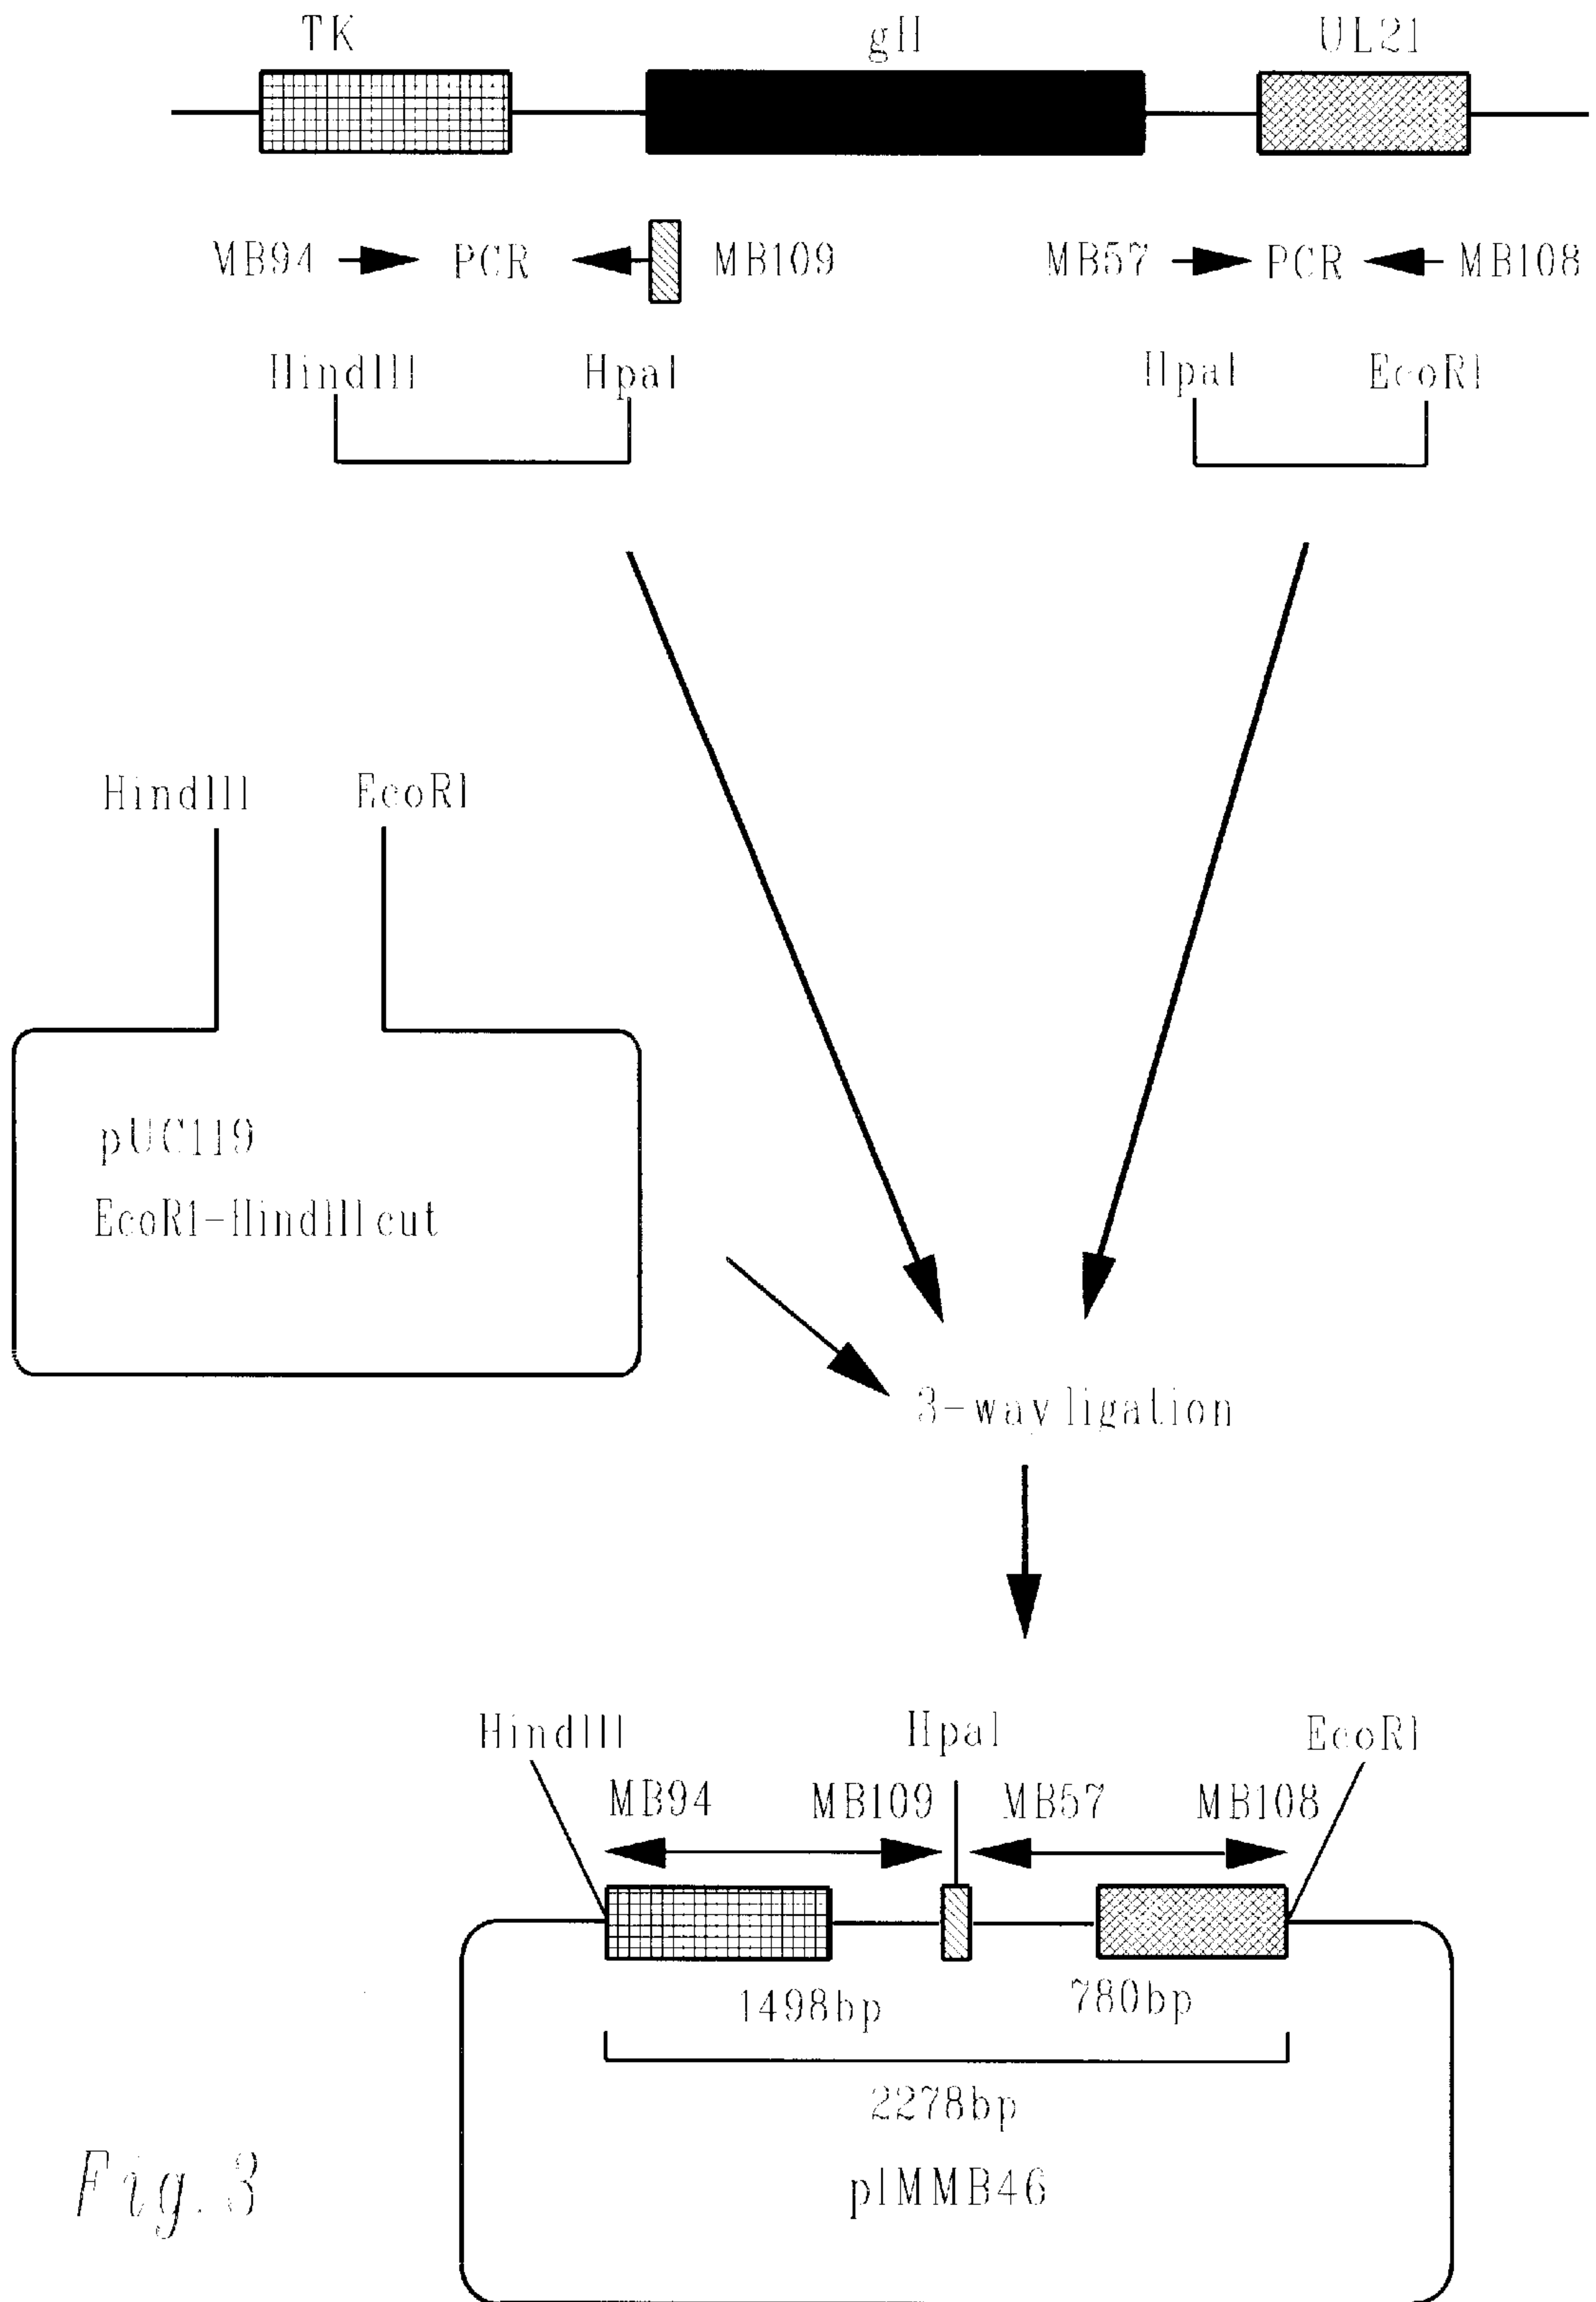 TK gH UL21
MB94 PCR MB109 MB57 PCR MB108
HindIII HpaI HpaI EcoRI
HindIII EcoRI
pUC119
EcoRI-HindIII cut
3-way ligation
HindIII HpaI EcoRI
MB94 MB109 MB57 MB108
1498bp 780bp
2278bp
pIMMB46
Fig. 3